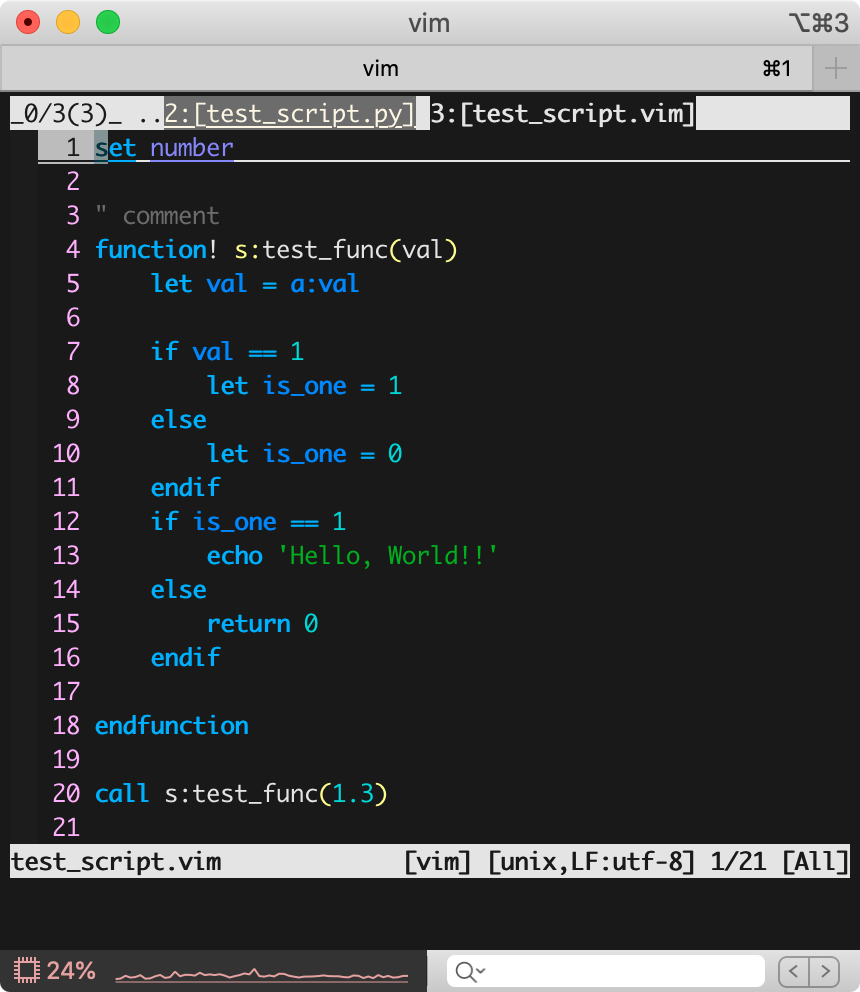 vim ⌥⌘3
vim ⌘1
_0/3(3)_ ..2:[test_script.py] 3:[test_script.vim]
1 set number
2
3 " comment
4 function! s:test_func(val)
5     let val = a:val
6
7     if val == 1
8         let is_one = 1
9     else
10         let is_one = 0
11     endif
12     if is_one == 1
13         echo 'Hello, World!!'
14     else
15         return 0
16     endif
17
18 endfunction
19
20 call s:test_func(1.3)
21
test_script.vim [vim] [unix,LF:utf-8] 1/21 [All]
24%